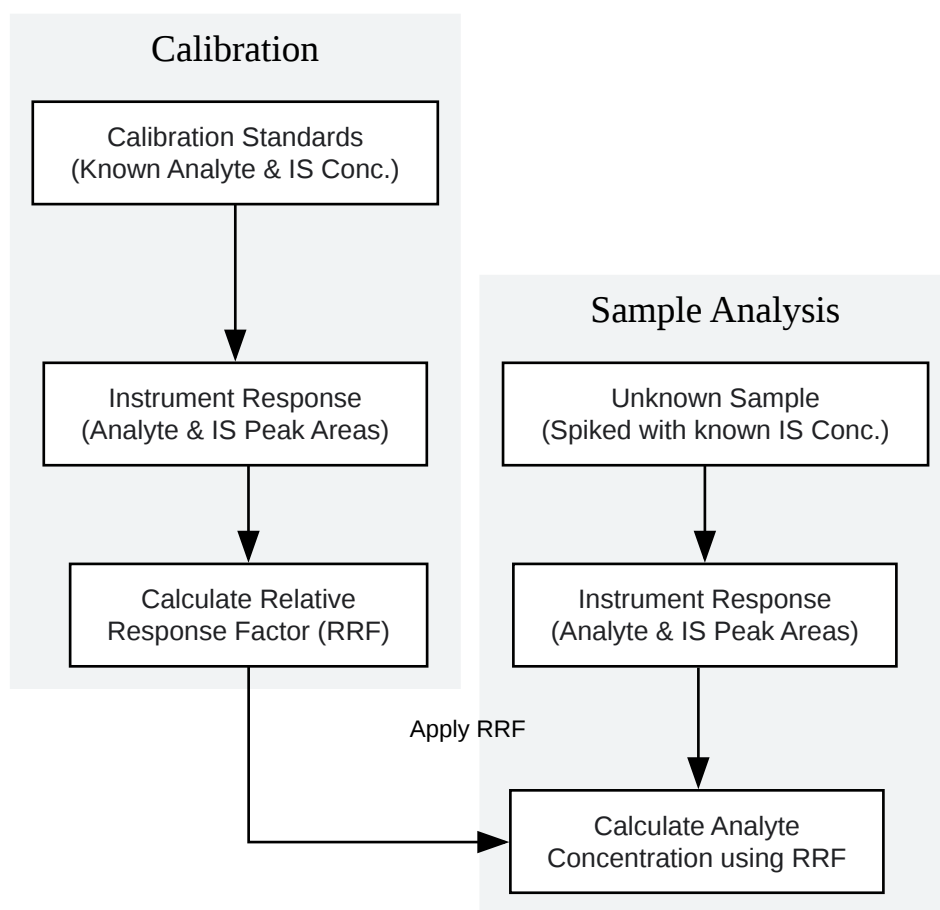 Calibration
Calibration Standards
(Known Analyte & IS Conc.)
Instrument Response
(Analyte & IS Peak Areas)
Calculate Relative
Response Factor (RRF)
Apply RRF
Sample Analysis
Unknown Sample
(Spiked with known IS Conc.)
Instrument Response
(Analyte & IS Peak Areas)
Calculate Analyte
Concentration using RRF